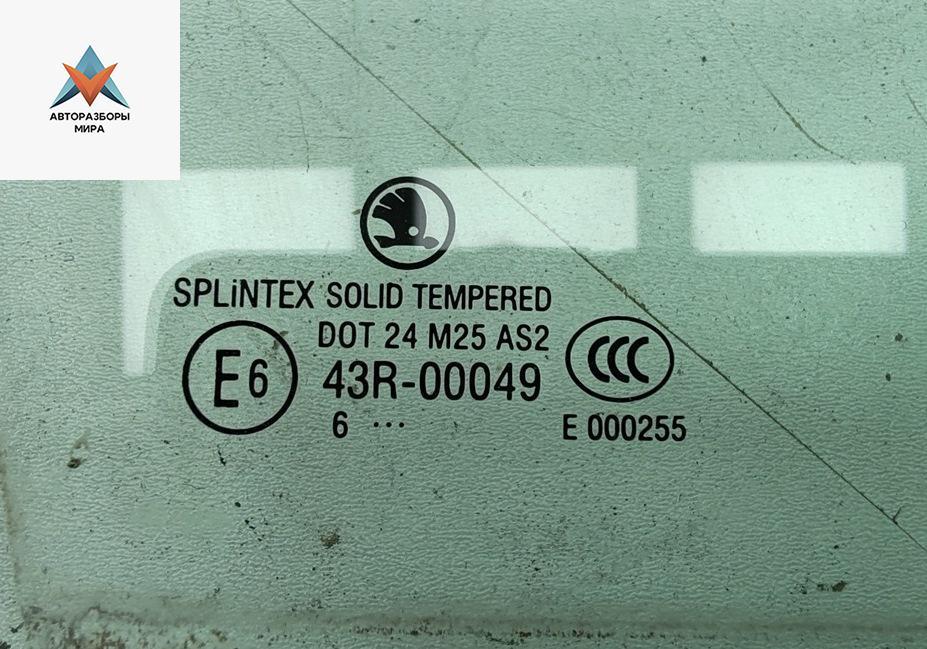 АВТОРАЗБОРЫ
МИРА
SPLiNTEX SOLID TEMPERED
DOT 24 M25 AS2
E6 43R-00049 CCC
6 ...
E 000255